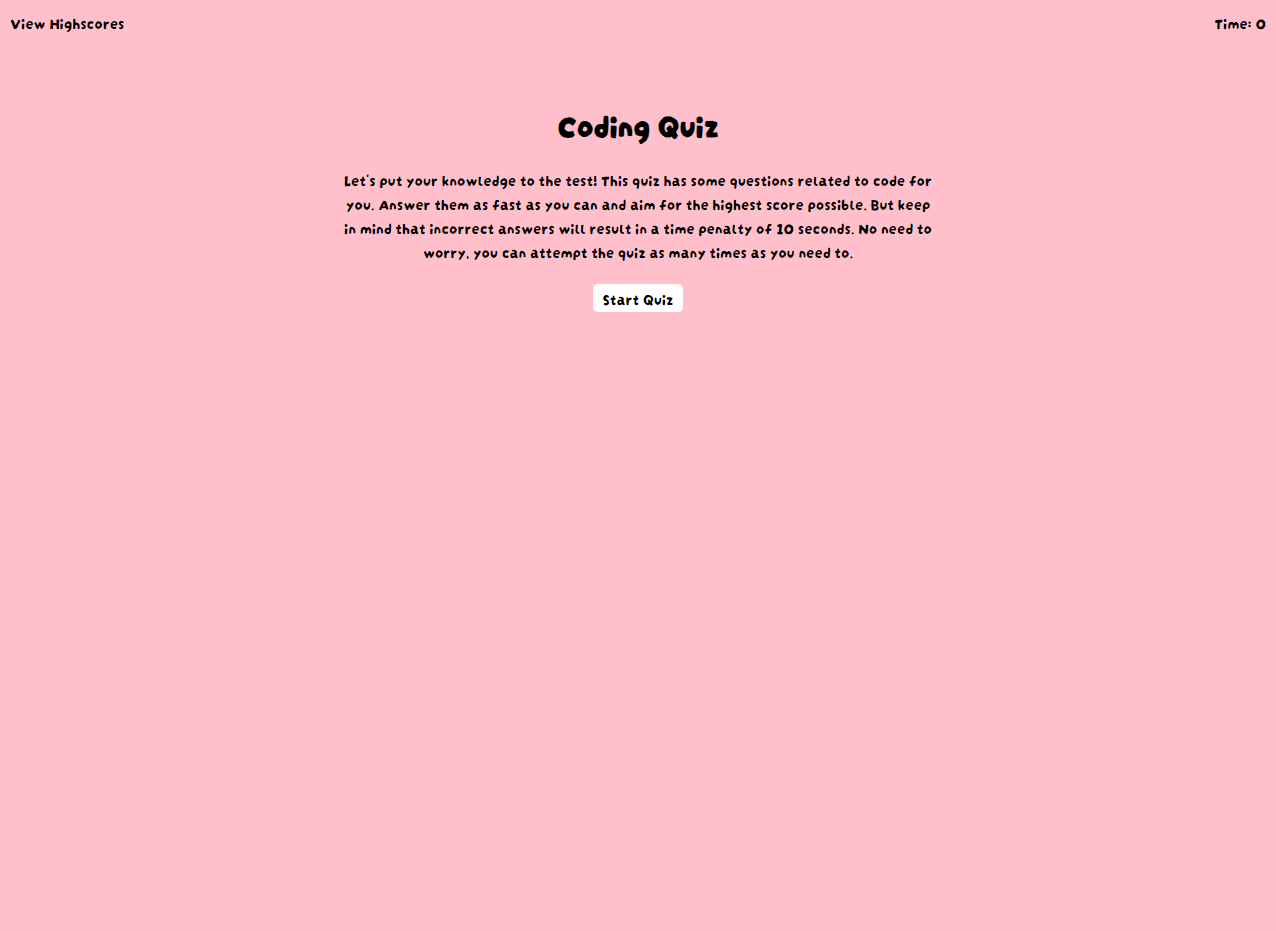 View Highscores
Time: 0
Coding Quiz
Let's put your knowledge to the test! This quiz has some questions related to code for
you. Answer them as fast as you can and aim for the highest score possible. But keep
in mind that incorrect answers will result in a time penalty of 10 seconds. No need to
worry, you can attempt the quiz as many times as you need to.
Start Quiz